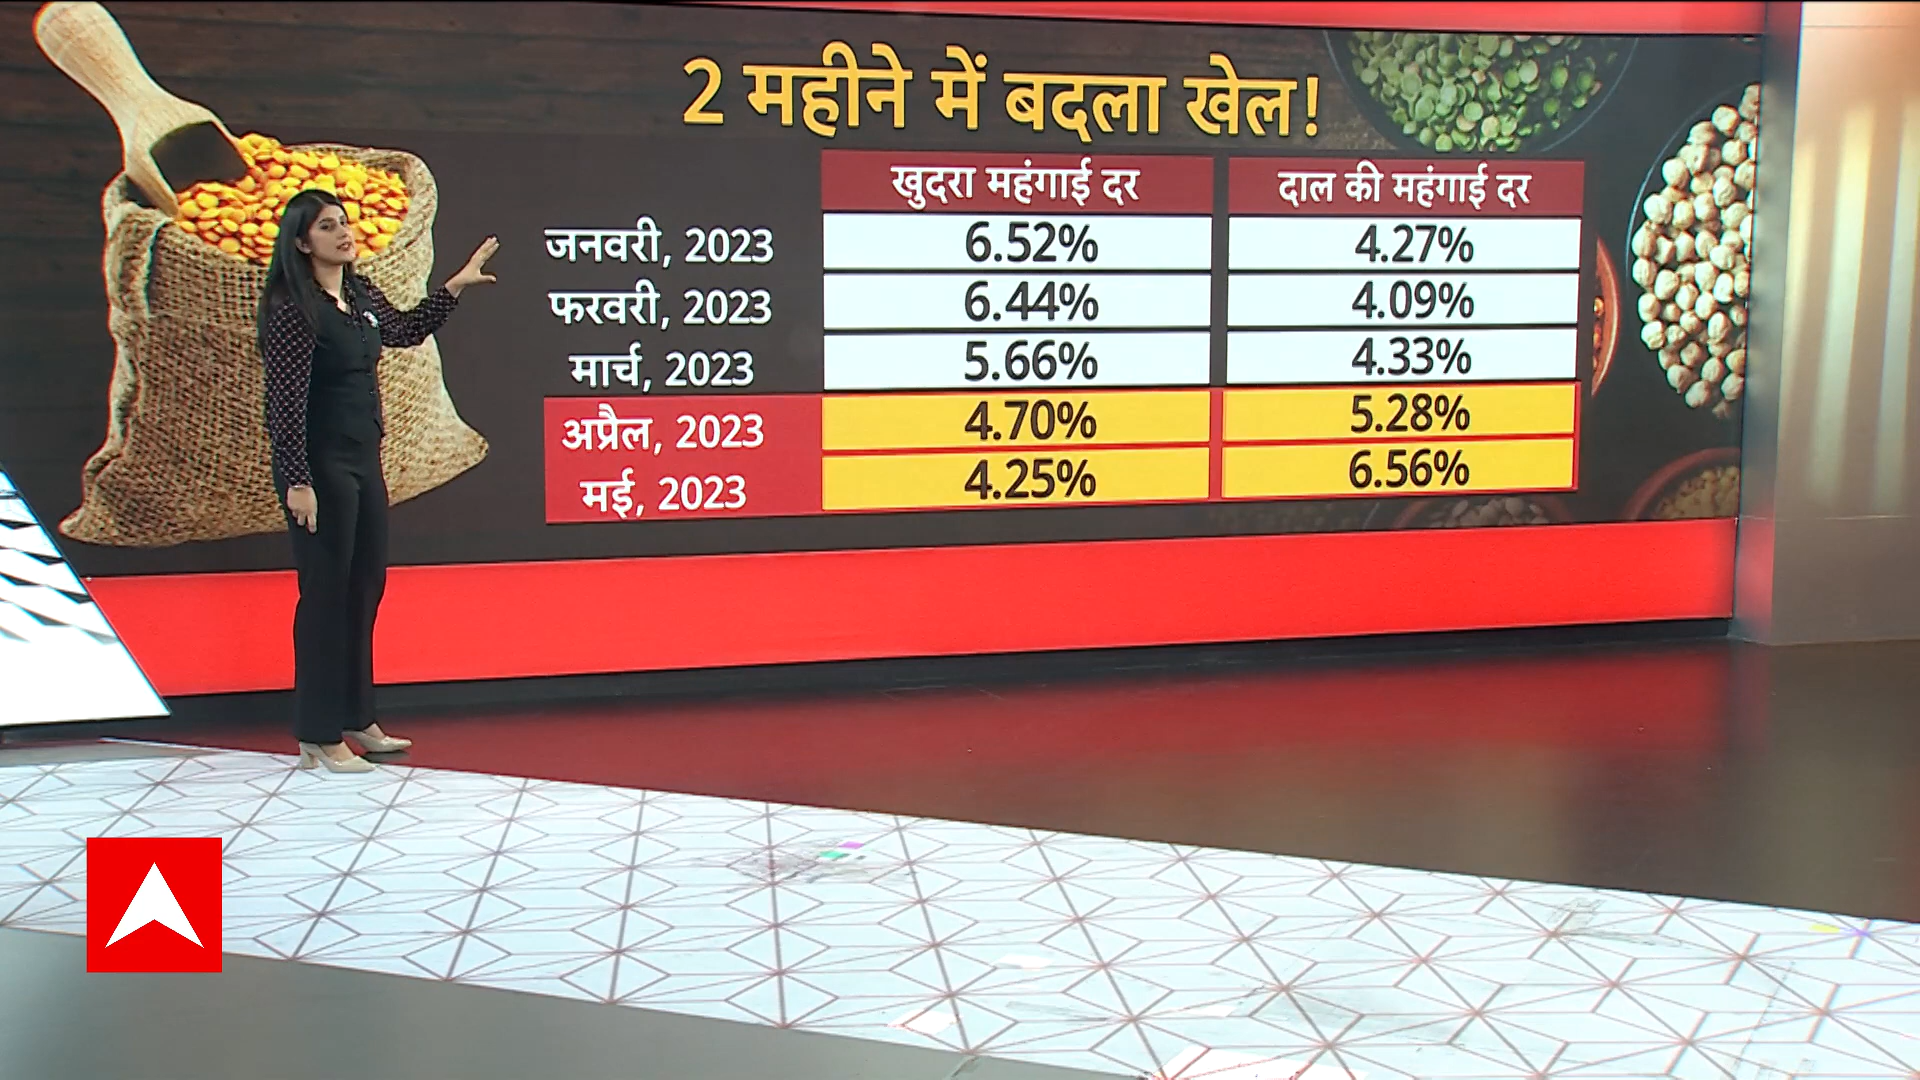 2 महीने में बदला खेल!
खुदरा महंगाई दर दाल की महंगाई दर
जनवरी, 2023 6.52% 4.27%
फरवरी, 2023 6.44% 4.09%
मार्च, 2023 5.66% 4.33%
अप्रैल, 2023 4.70% 5.28%
मई, 2023 4.25% 6.56%